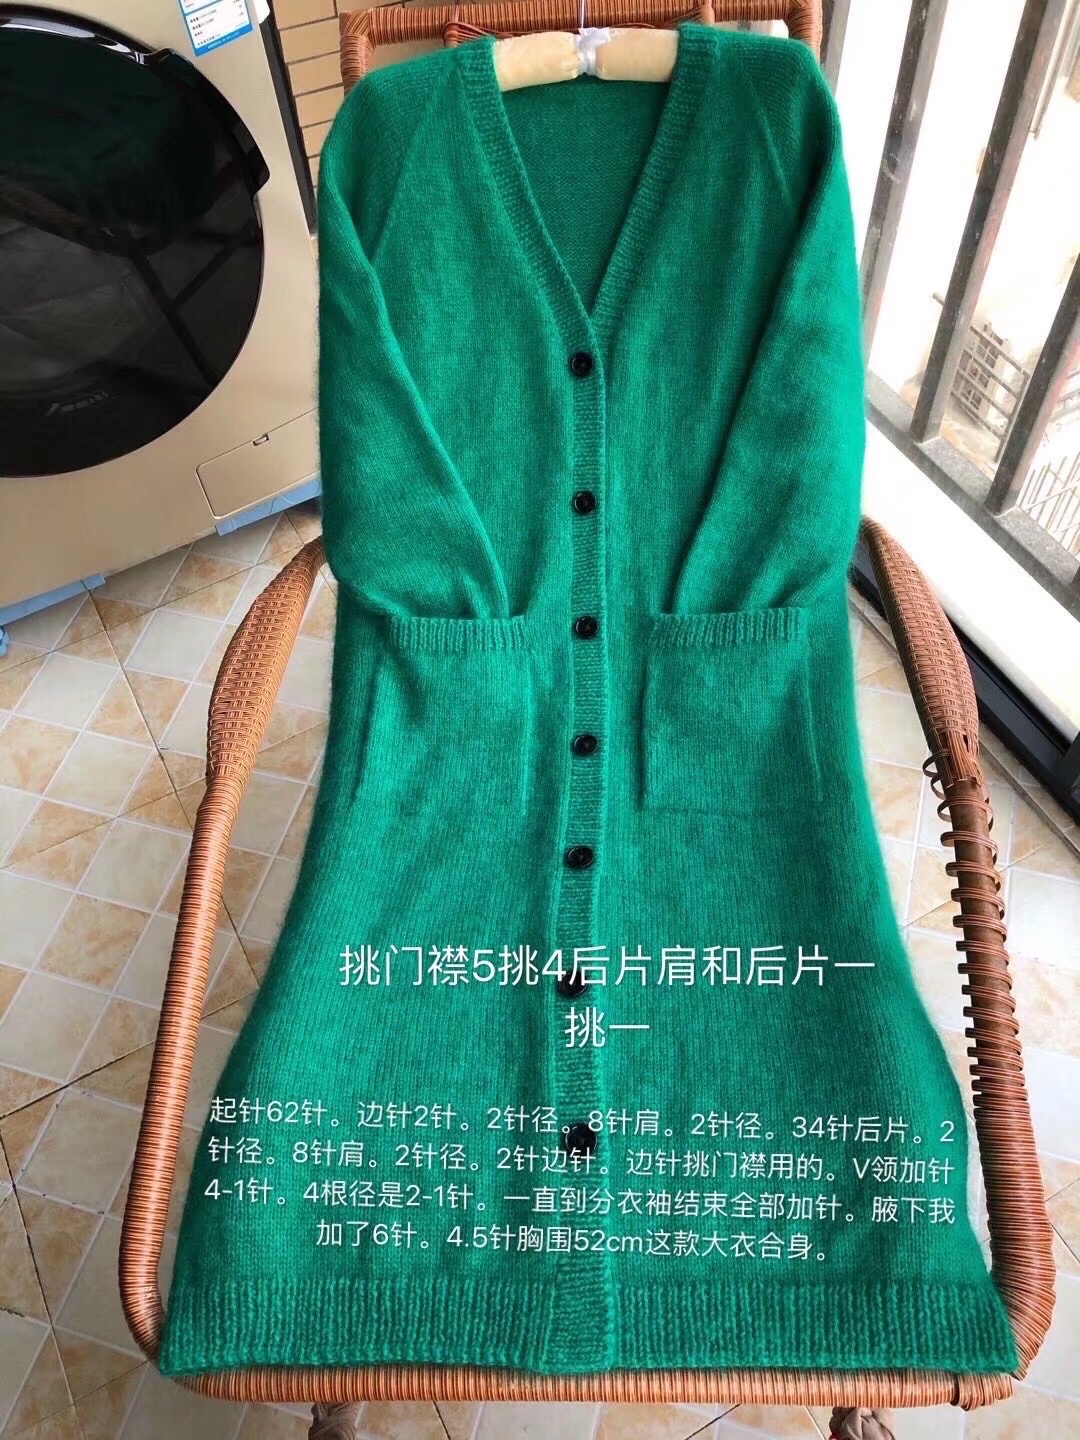 挑门襟5挑4后片肩和后片一
挑一
起针62针。边针2针。2针径。8针肩。2针径。34针后片。2
针径。8针肩。2针径。2针边针。边针挑门襟用的。V领加针
4-1针。4根径是2-1针。一直到分衣袖结束全部加针。腋下我
加了6针。4.5针胸围52cm这款大衣合身。